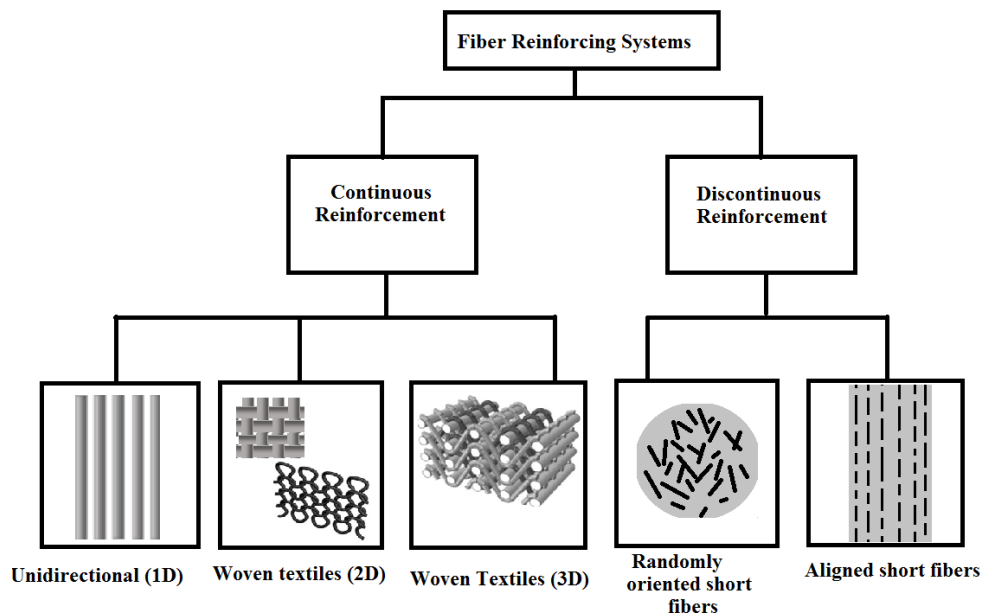 Fiber Reinforcing Systems
Continuous
Reinforcement
Discontinuous
Reinforcement
Unidirectional (1D)
Woven textiles (2D)
Woven Textiles (3D)
Randomly
oriented short
fibers
Aligned short fibers